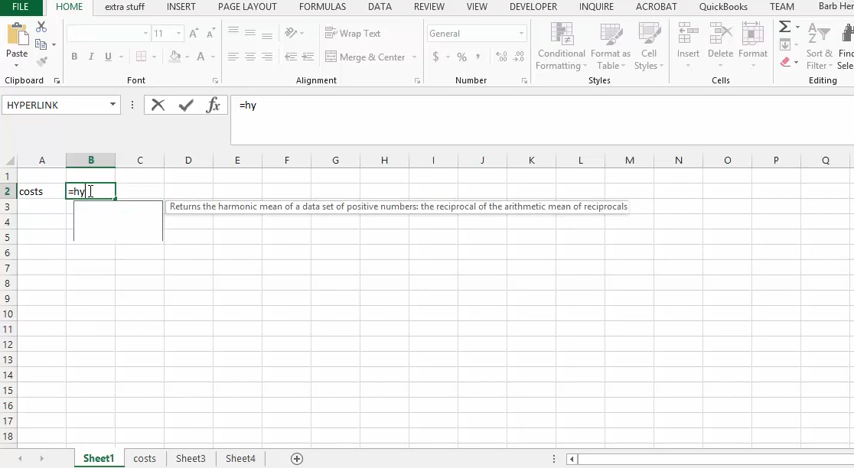 FILE HOME extra stuff INSERT PAGE LAYOUT FORMULAS DATA REVIEW VIEW DEVELOPER INQUIRE ACROBAT QuickBooks TEAM Barb Her
11 A A Wrap Text General
Paste B I U Merge & Center $ % , Conditional Formatting Format as Table Cell Styles Insert Delete Format Sort & Filter Find Selec
Clipboard Font Alignment Number Styles Cells Editing
HYPERLINK fx =hy
A B C D E F G H I J K L M N O P Q
1
2 costs =hy
3 Returns the harmonic mean of a data set of positive numbers: the reciprocal of the arithmetic mean of reciprocals
4
5
6
7
8
9
10
11
12
13
14
15
16
17
18
Sheet1 costs Sheet3 Sheet4